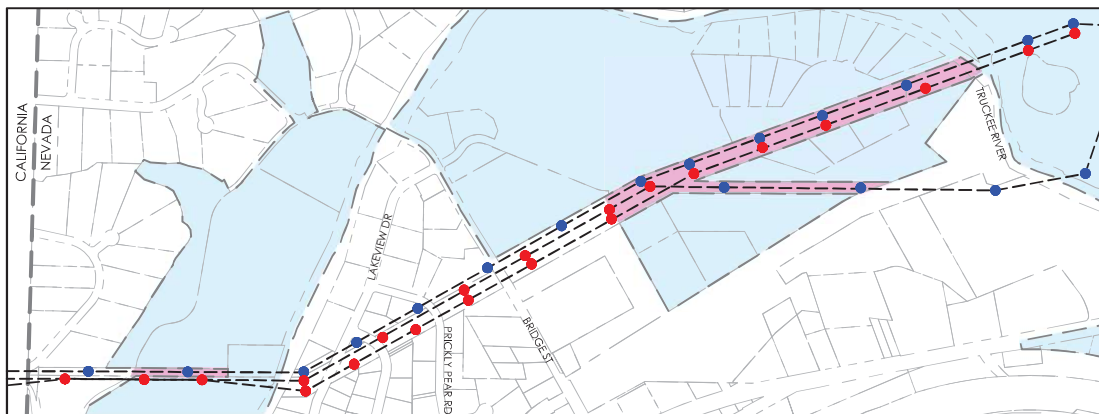 CALIFORNIA
NEVADA
LAKEVIEW DR
PRICKLY PEAR RD
BRIDGE ST
TRUCKEE RIVER